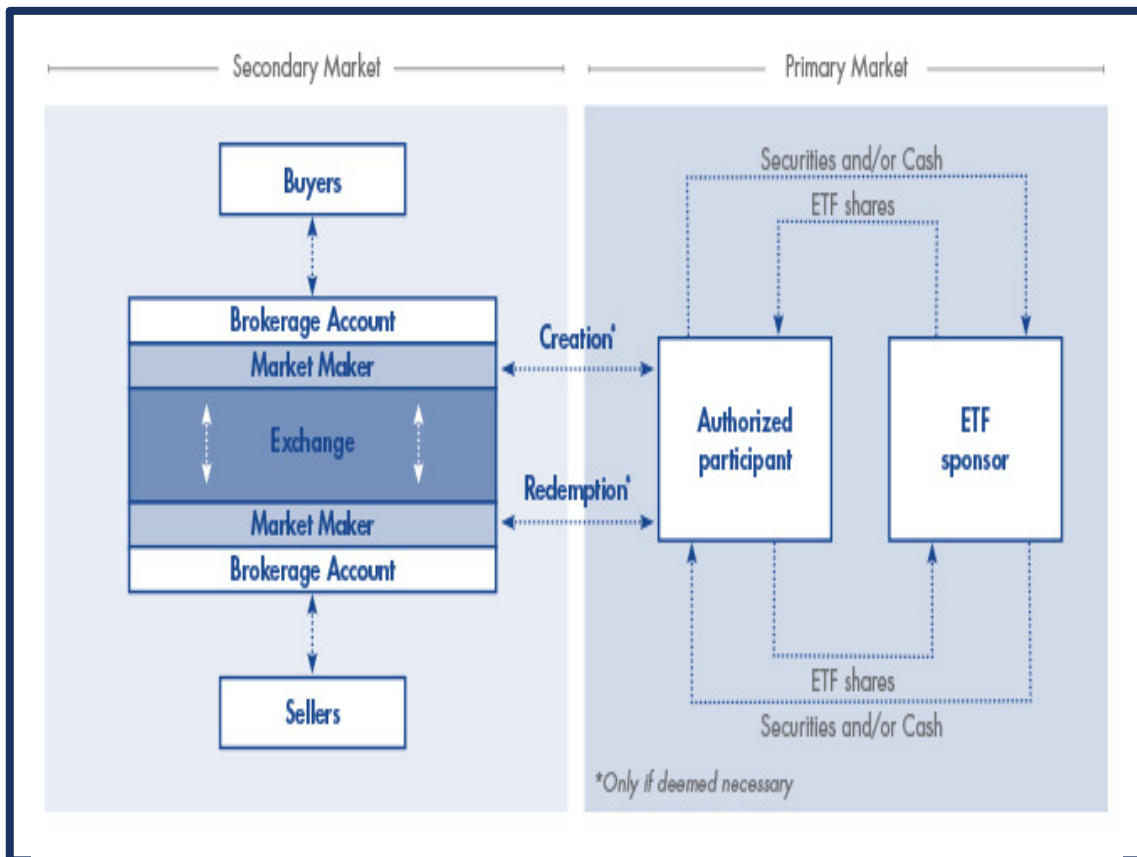 Secondary Market
Primary Market
Buyers
Brokerage Account
Market Maker
Exchange
Market Maker
Brokerage Account
Sellers
Creation*
Redemption*
Securities and/or Cash
ETF shares
Authorized
participant
ETF
sponsor
ETF shares
Securities and/or Cash
*Only if deemed necessary